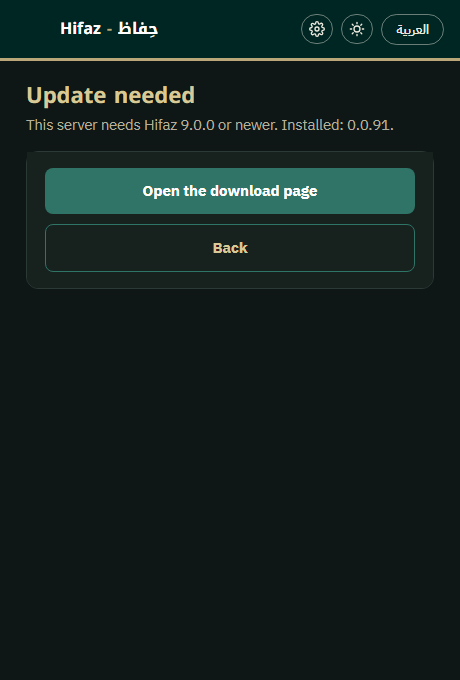 Hifaz - حِفاظ
العربية
Update needed
This server needs Hifaz 9.0.0 or newer. Installed: 0.0.91.
Open the download page
Back